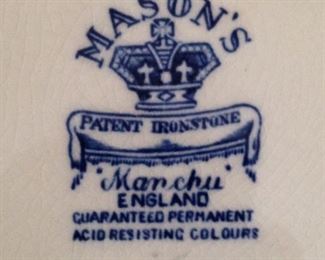 MASON'S
PATENT IRONSTONE
"Manchu"
ENGLAND
GUARANTEED PERMANENT
ACID RESISTING COLOURS